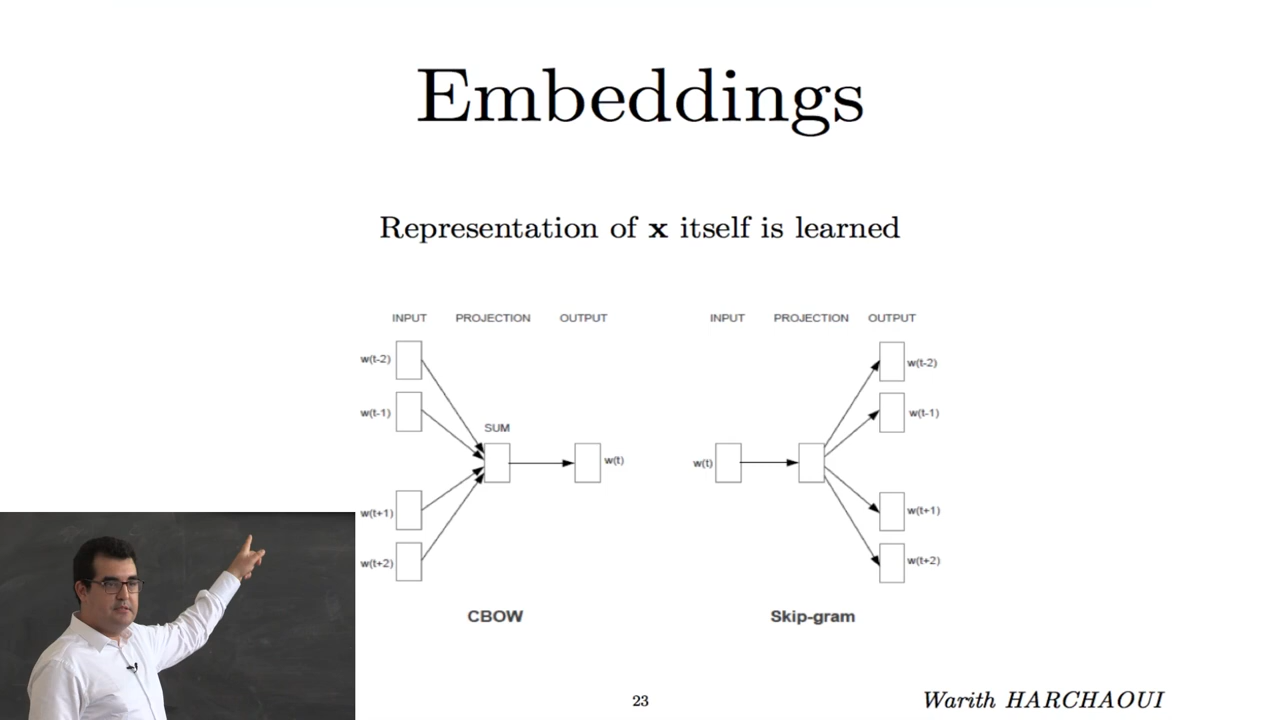 Embeddings
Representation of x itself is learned
INPUT PROJECTION OUTPUT
w(t-2)
w(t-1)
SUM
w(t)
w(t+1)
w(t+2)
CBOW
INPUT PROJECTION OUTPUT
w(t-2)
w(t-1)
w(t)
w(t+1)
w(t+2)
Skip-gram
23
Warith HARCHAOUI